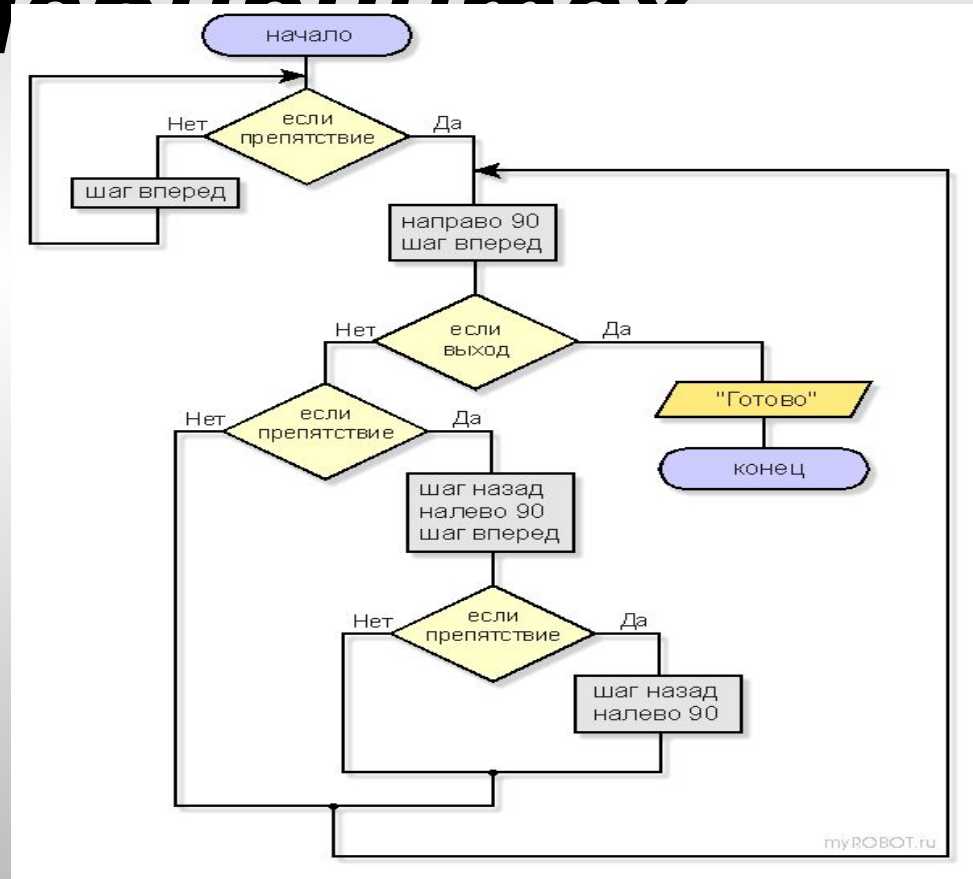 начало
если
препятствие
Нет
Да
шаг вперед
направо 90
шаг вперед
если
выход
Нет
Да
"Готово"
конец
если
препятствие
Нет
Да
шаг назад
налево 90
шаг вперед
если
препятствие
Нет
Да
шаг назад
налево 90
myROBOT.ru